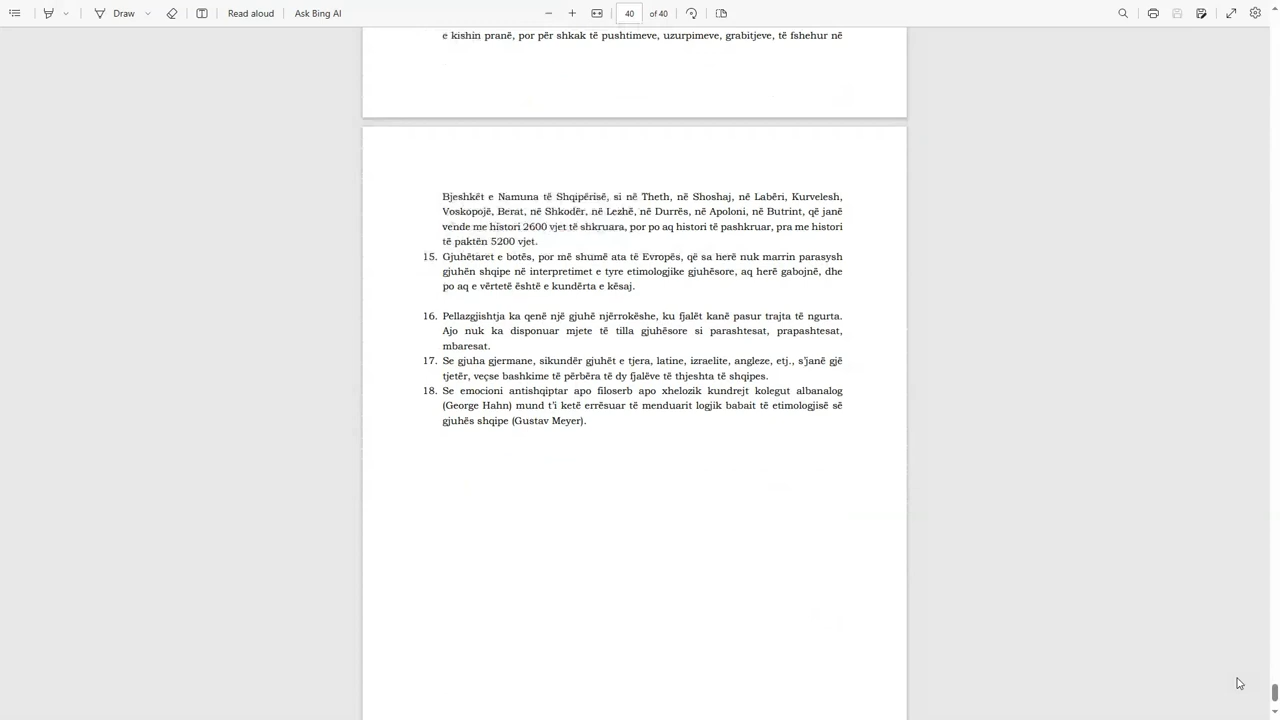 Draw
Read aloud
Ask Bing AI
40 of 40
e kishin pranë, por për shkak të pushtimeve, uzurpimeve, grabitjeve, të fshehur në
Bjeshkët e Namuna të Shqipërisë, si në Theth, në Shoshaj, në Labëri, Kurvelesh,
Voskopojë, Berat, në Shkodër, në Lezhë, në Durrës, në Apoloni, në Butrint, që janë
vende me histori 2600 vjet të shkruara, por po aq histori të pashkruar, pra me histori
të paktën 5200 vjet.
15. Gjuhëtaret e botës, por më shumë ata të Evropës, që sa herë nuk marrin parasysh
gjuhën shqipe në interpretimet e tyre etimologjike gjuhësore, aq herë gabojnë, dhe
po aq e vërtetë është e kundërta e kësaj.
16. Pellazgjishtja ka qenë një gjuhë njërrokëshe, ku fjalët kanë pasur trajta të ngurta.
Ajo nuk ka disponuar mjete të tilla gjuhësore si parashtesat, prapashtesat,
mbaresat.
17. Se gjuha gjermane, sikundër gjuhët e tjera, latine, izraelite, angleze, etj., s'janë gjë
tjetër, veçse bashkime të përbëra të dy fjalëve të thjeshta të shqipes.
18. Se emocioni antishqiptar apo filoserb apo xhelozik kundrejt kolegut albanalog
(George Hahn) mund t'i ketë errësuar të menduarit logjik babait të etimologjisë së
gjuhës shqipe (Gustav Meyer).